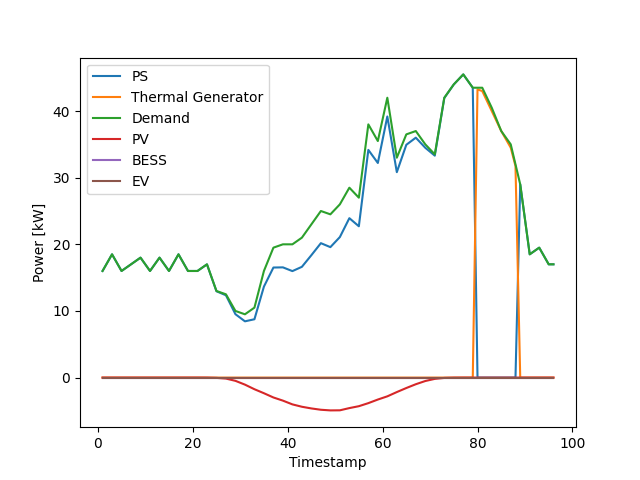 PS
Thermal Generator
Demand
PV
BESS
EV
Power [kW]
40
30
20
10
0
0 20 40 60 80 100
Timestamp